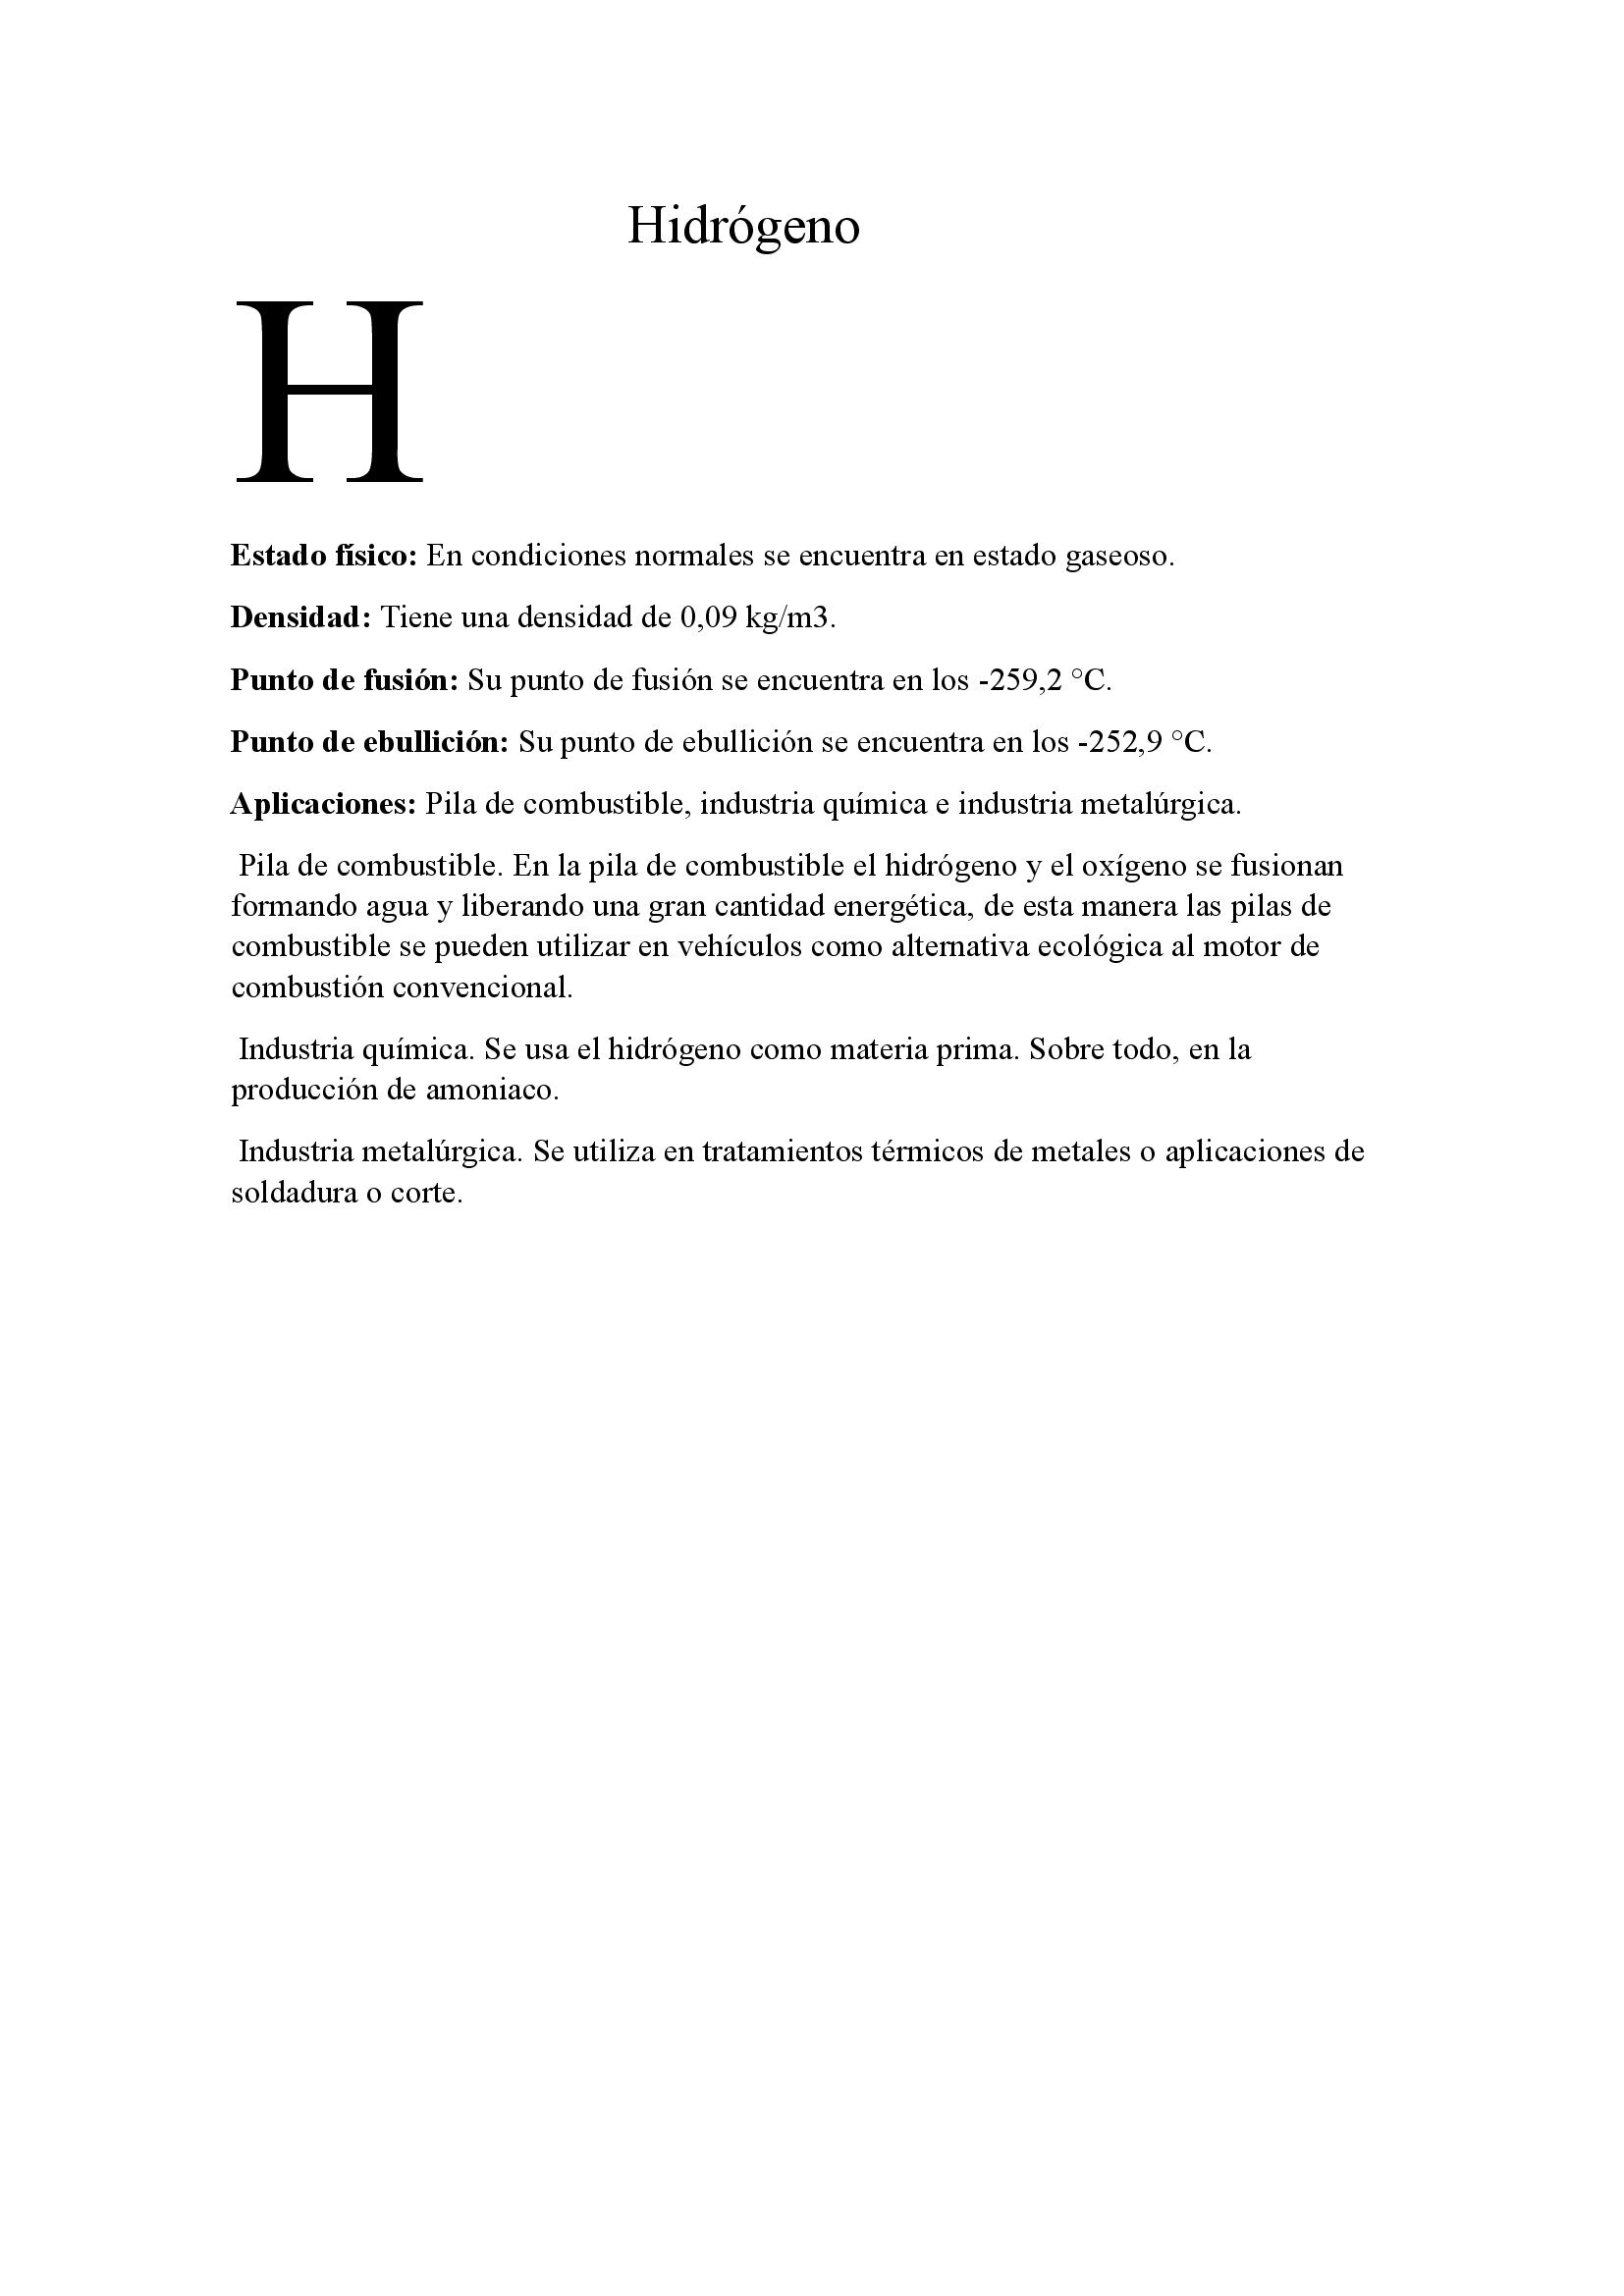 Hidrógeno
H
Estado físico: En condiciones normales se encuentra en estado gaseoso.
Densidad: Tiene una densidad de 0,09 kg/m3.
Punto de fusión: Su punto de fusión se encuentra en los -259,2 °C.
Punto de ebullición: Su punto de ebullición se encuentra en los -252,9 °C.
Aplicaciones: Pila de combustible, industria química e industria metalúrgica.
Pila de combustible. En la pila de combustible el hidrógeno y el oxígeno se fusionan
formando agua y liberando una gran cantidad energética, de esta manera las pilas de
combustible se pueden utilizar en vehículos como alternativa ecológica al motor de
combustión convencional.
Industria química. Se usa el hidrógeno como materia prima. Sobre todo, en la
producción de amoniaco.
Industria metalúrgica. Se utiliza en tratamientos térmicos de metales o aplicaciones de
soldadura o corte.